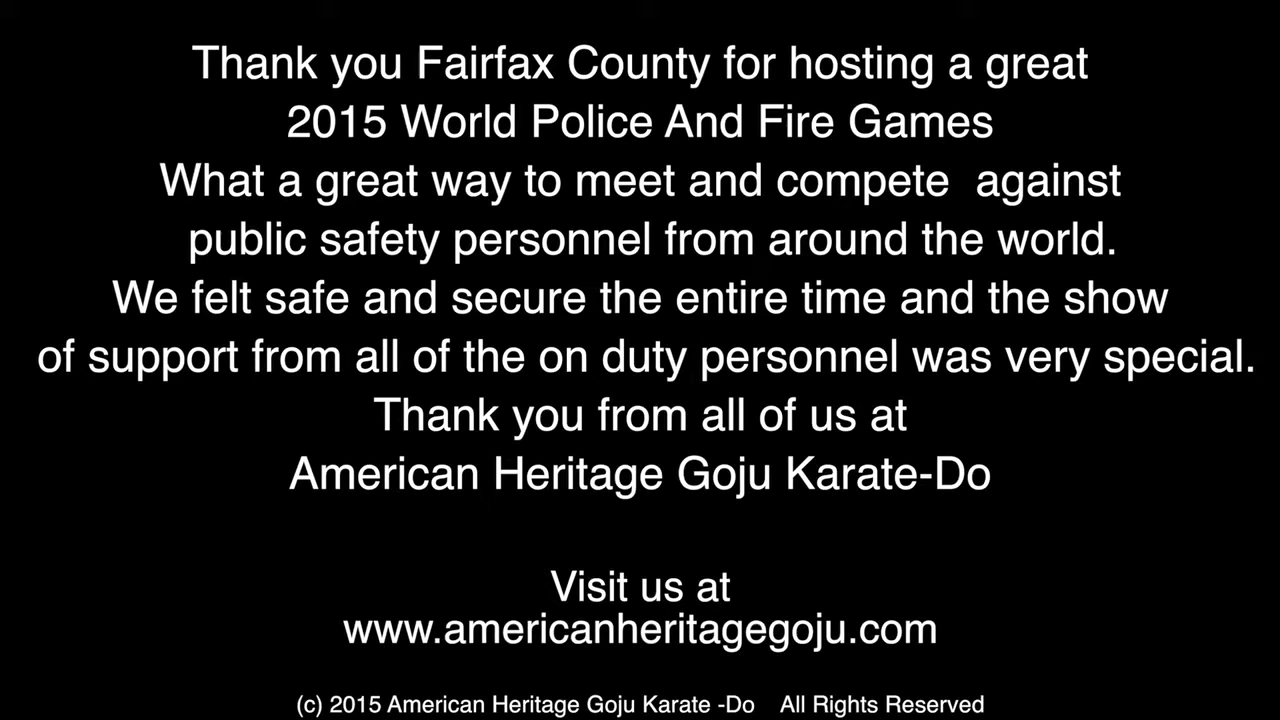 Thank you Fairfax County for hosting a great
2015 World Police And Fire Games
What a great way to meet and compete  against
public safety personnel from around the world.
We felt safe and secure the entire time and the show
of support from all of the on duty personnel was very special.
Thank you from all of us at
American Heritage Goju Karate-Do
Visit us at
www.americanheritagegoju.com
(c) 2015 American Heritage Goju Karate -Do    All Rights Reserved